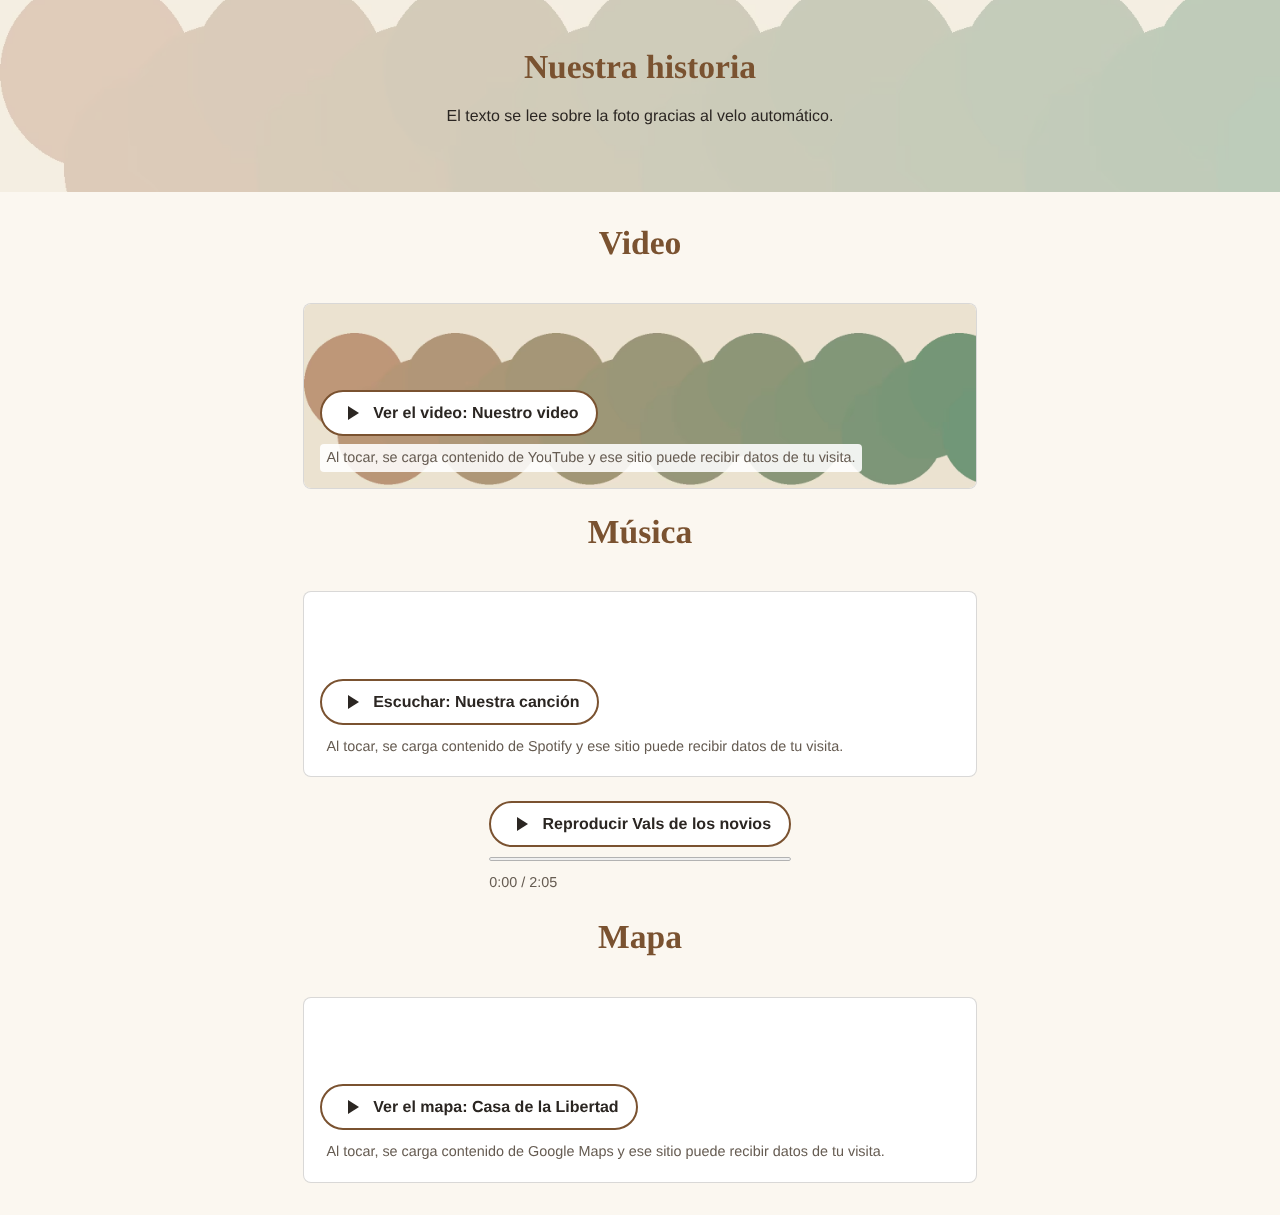 Nuestra historia
El texto se lee sobre la foto gracias al velo automático.
Video
Ver el video: Nuestro video
Al tocar, se carga contenido de YouTube y ese sitio puede recibir datos de tu visita.
Música
Escuchar: Nuestra canción
Al tocar, se carga contenido de Spotify y ese sitio puede recibir datos de tu visita.
Reproducir Vals de los novios
0:00 / 2:05
Mapa
Ver el mapa: Casa de la Libertad
Al tocar, se carga contenido de Google Maps y ese sitio puede recibir datos de tu visita.